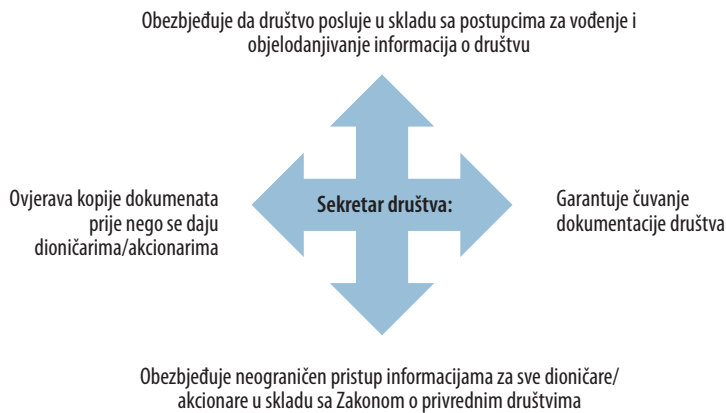 Obezbjeđuje da društvo posluje u skladu sa postupcima za vođenje i
objelodanjivanje informacija o društvu
Ovjerava kopije dokumenata
prije nego se daju
dioničarima/akcionarima
Sekretar društva:
Garantuje čuvanje
dokumentacije društva
Obezbjeđuje neograničen pristup informacijama za sve dioničare/
akcionare u skladu sa Zakonom o privrednim društvima